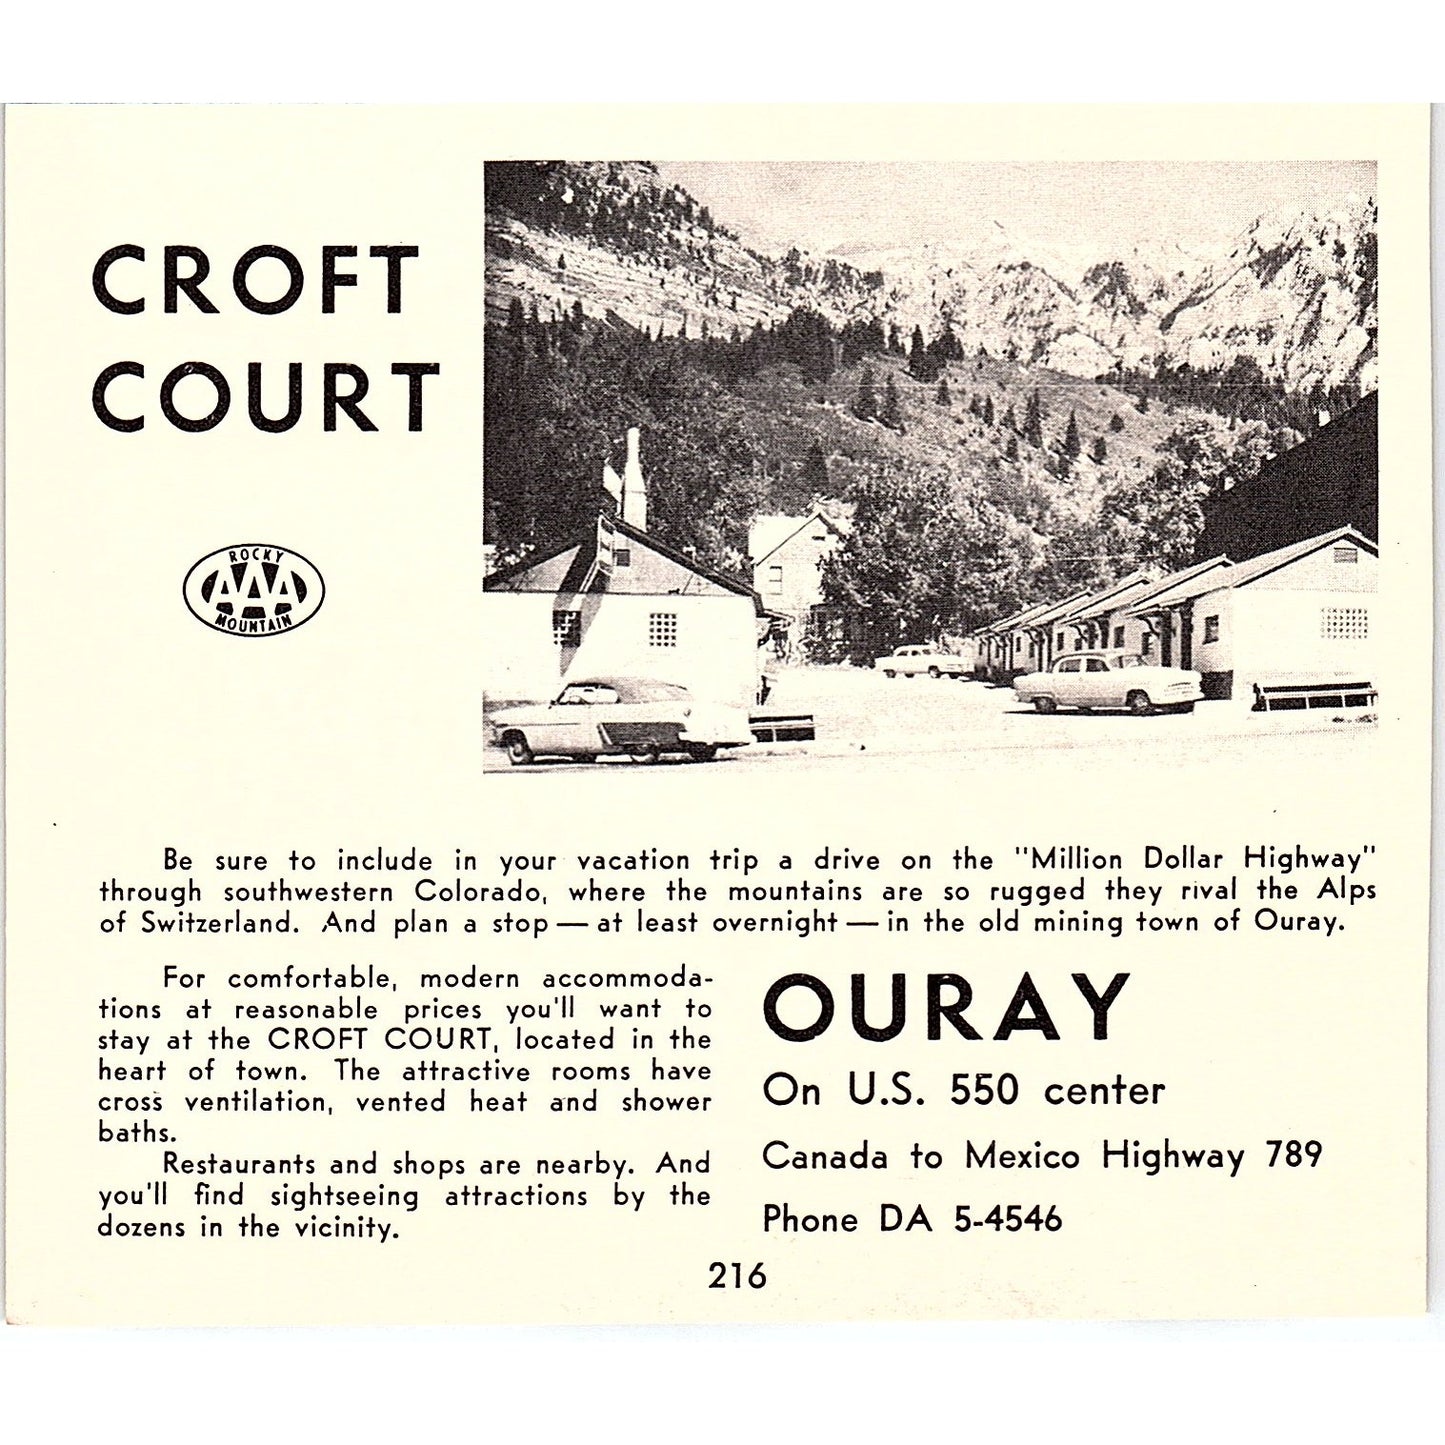 CROFT
COURT
ROCKY
AAA
MOUNTAIN
Be sure to include in your vacation trip a drive on the "Million Dollar Highway"
through southwestern Colorado, where the mountains are so rugged they rival the Alps
of Switzerland. And plan a stop — at least overnight — in the old mining town of Ouray.
For comfortable, modern accommoda-
tions at reasonable prices you'll want to
stay at the CROFT COURT, located in the
heart of town. The attractive rooms have
cross ventilation, vented heat and shower
baths.
Restaurants and shops are nearby. And
you'll find sightseeing attractions by the
dozens in the vicinity.
OURAY
On U.S. 550 center
Canada to Mexico Highway 789
Phone DA 5-4546
216